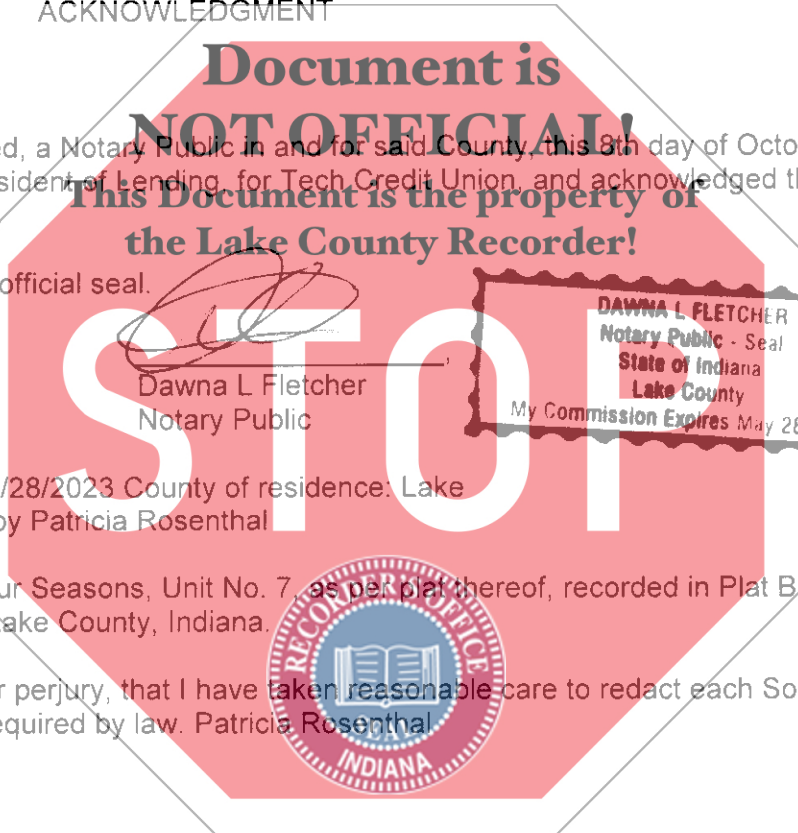 ACKNOWLEDGMENT
Document is
NOT OFFICIAL!
ed, a Notary Public in and for said County, this 8th day of Octo
sident of Lending, for Tech Credit Union, and acknowledged th
This Document is the property of
the Lake County Recorder!
official seal.
DAWNA L FLETCHER
Notary Public - Seal
State of Indiana
Lake County
My Commission Expires May 28
Dawna L Fletcher
Notary Public
STOP
/28/2023 County of residence: Lake
by Patricia Rosenthal
ur Seasons, Unit No. 7, as per plat thereof, recorded in Plat B
ake County, Indiana.
RECORDER'S OFFICE
SEAL
INDIANA
r perjury, that I have taken reasonable care to redact each So
equired by law. Patricia Rosenthal